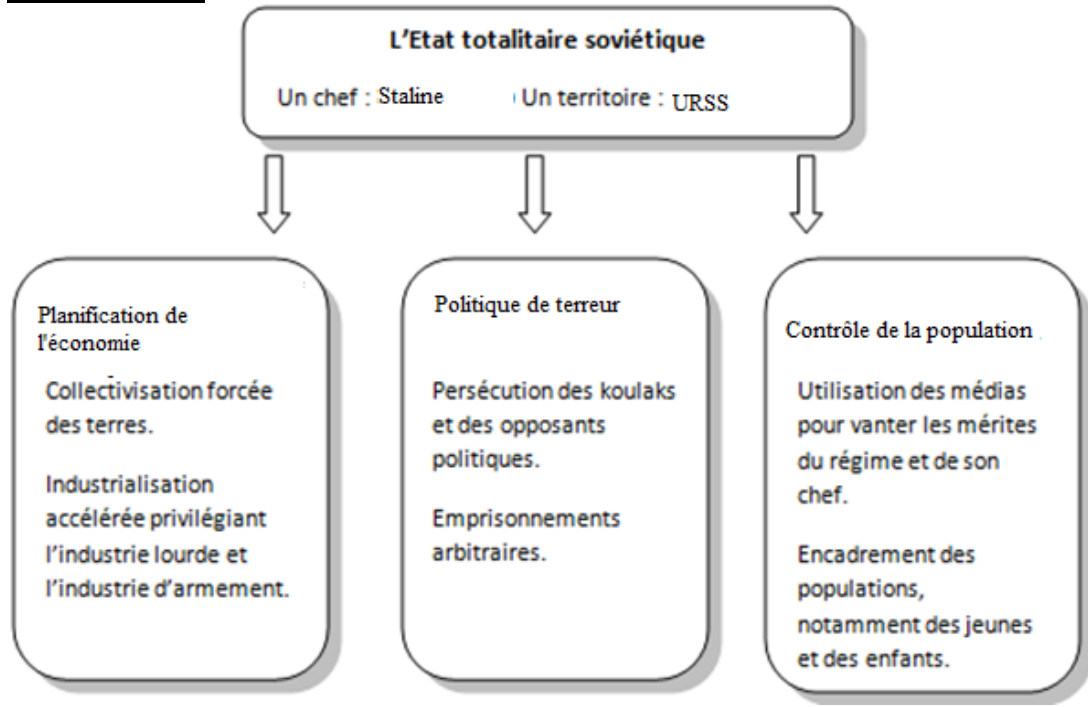 L'Etat totalitaire soviétique
Un chef : Staline Un territoire : URSS
Planification de
l'économie
Collectivisation forcée
des terres.
Industrialisation
accélérée privilégiant
l'industrie lourde et
l'industrie d'armement.
Politique de terreur
Persécution des koulaks
et des opposants
politiques.
Emprisonnements
arbitraires.
Contrôle de la population
Utilisation des médias
pour vanter les mérites
du régime et de son
chef.
Encadrement des
populations,
notamment des jeunes
et des enfants.